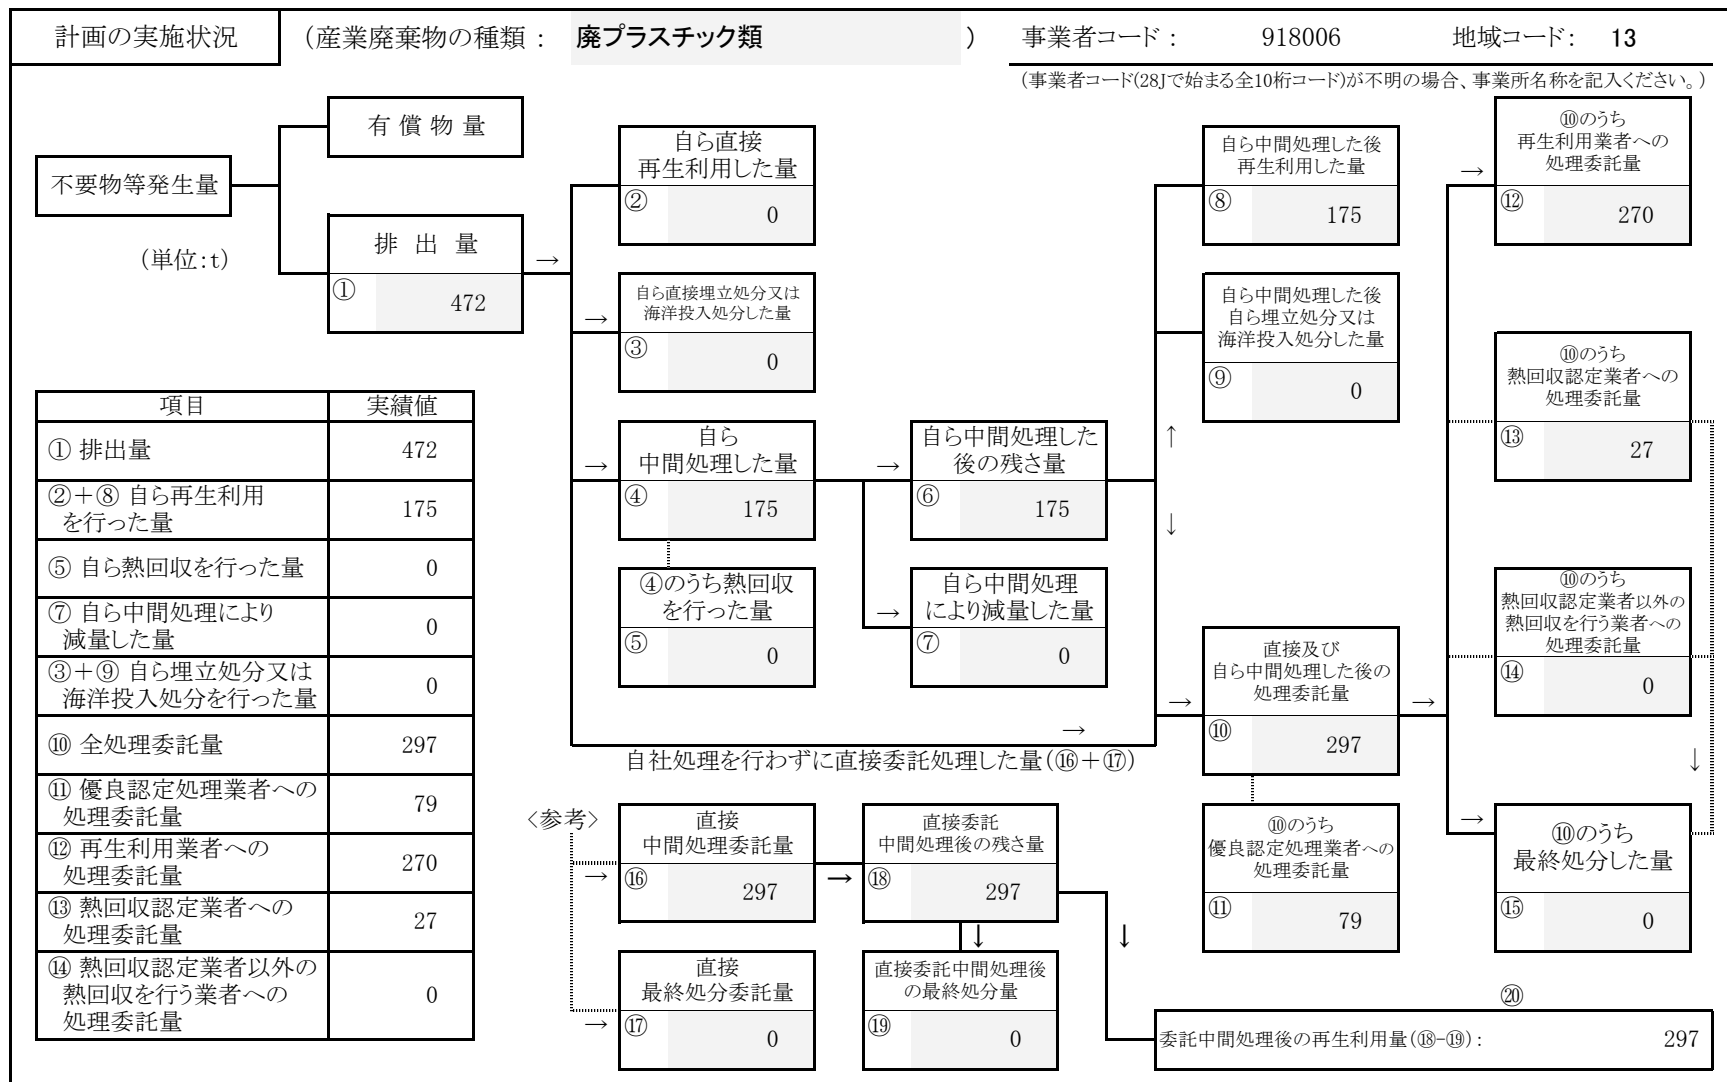 計画の実施状況
（産業廃棄物の種類： 廃プラスチック類 ）
事業者コード： 918006 地域コード： 13
（事業者コード(28Jで始まる全10桁コード)が不明の場合、事業所名称を記入ください。）
不要物等発生量
（単位:t）
有 償 物 量
排 出 量
① 472
→
自ら直接
再生利用した量
② 0
→
自ら直接埋立処分又は
海洋投入処分した量
③ 0
→
自ら
中間処理した量
④ 175
④のうち熱回収
を行った量
⑤ 0
→
自ら中間処理した
後の残さ量
⑥ 175
→
自ら中間処理
により減量した量
⑦ 0
自ら中間処理した後
再生利用した量
⑧ 175
自ら中間処理した後
自ら埋立処分又は
海洋投入処分した量
⑨ 0
↑
↓
→
直接及び
自ら中間処理した後の
処理委託量
⑩ 297
→
自社処理を行わずに直接委託処理した量(⑯＋⑰)
→
⑩のうち
優良認定処理業者への
処理委託量
⑪ 79
→
⑩のうち
再生利用業者への
処理委託量
⑫ 270
⑩のうち
熱回収認定業者への
処理委託量
⑬ 27
⑩のうち
熱回収認定業者以外の
熱回収を行う業者への
処理委託量
⑭ 0
↓
→
⑩のうち
最終処分した量
⑮ 0
項目 実績値
① 排出量 472
②＋⑧ 自ら再生利用
を行った量 175
⑤ 自ら熱回収を行った量 0
⑦ 自ら中間処理により
減量した量 0
③＋⑨ 自ら埋立処分又は
海洋投入処分を行った量 0
⑩ 全処理委託量 297
⑪ 優良認定処理業者への
処理委託量 79
⑫ 再生利用業者への
処理委託量 270
⑬ 熱回収認定業者への
処理委託量 27
⑭ 熱回収認定業者以外の
熱回収を行う業者への
処理委託量 0
<参考>
→
直接
中間処理委託量
⑯ 297
→
直接委託
中間処理後の残さ量
⑱ 297
↓
↓
→
直接
最終処分委託量
⑰ 0
直接委託中間処理後
の最終処分量
⑲ 0
⑳
委託中間処理後の再生利用量(⑱-⑲)： 297